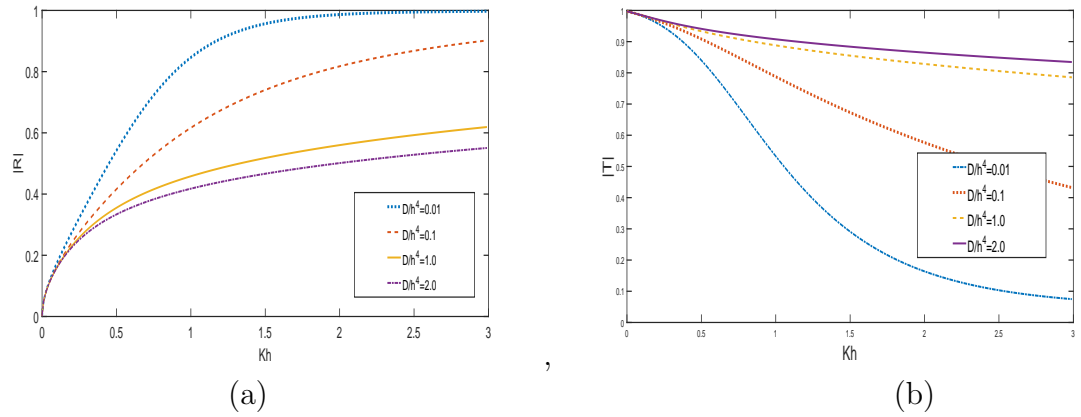 |R|
1
0.8
0.6
0.4
0.2
0
0 0.5 1 1.5 2 2.5 3
Kh
D/h⁴=0.01
D/h⁴=0.1
D/h⁴=1.0
D/h⁴=2.0
(a)
,
|T|
1
0.9
0.8
0.7
0.6
0.5
0.4
0.3
0.2
0.1
0
0 0.5 1 1.5 2 2.5 3
Kh
D/h⁴=0.01
D/h⁴=0.1
D/h⁴=1.0
D/h⁴=2.0
(b)